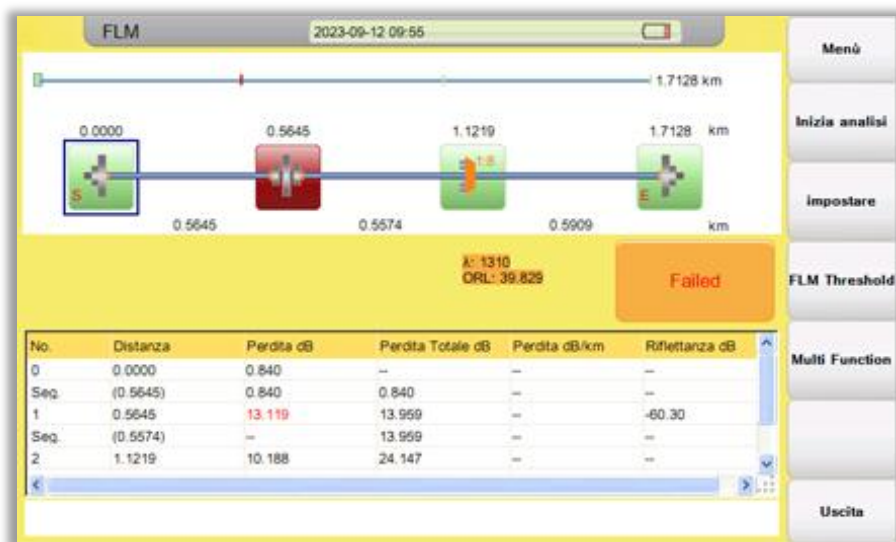 FLM 2023-09-12 09:55
1.7128 km
0.0000 0.5645 1.1219 1.7128 km
S 1:8 E
0.5645 0.5574 0.5909 km
λ: 1310
ORL: 39.829
Failed
No. Distanza Perdita dB Perdita Totale dB Perdita dB/km Riflettanza dB
0 0.0000 0.840 -- -- --
Seq. (0.5645) 0.840 0.840 -- --
1 0.5645 13.119 13.959 -- -60.30
Seq. (0.5574) -- 13.959 -- --
2 1.1219 10.188 24.147 -- --
Menù
Inizia analisi
impostare
FLM Threshold
Multi Function
Uscita